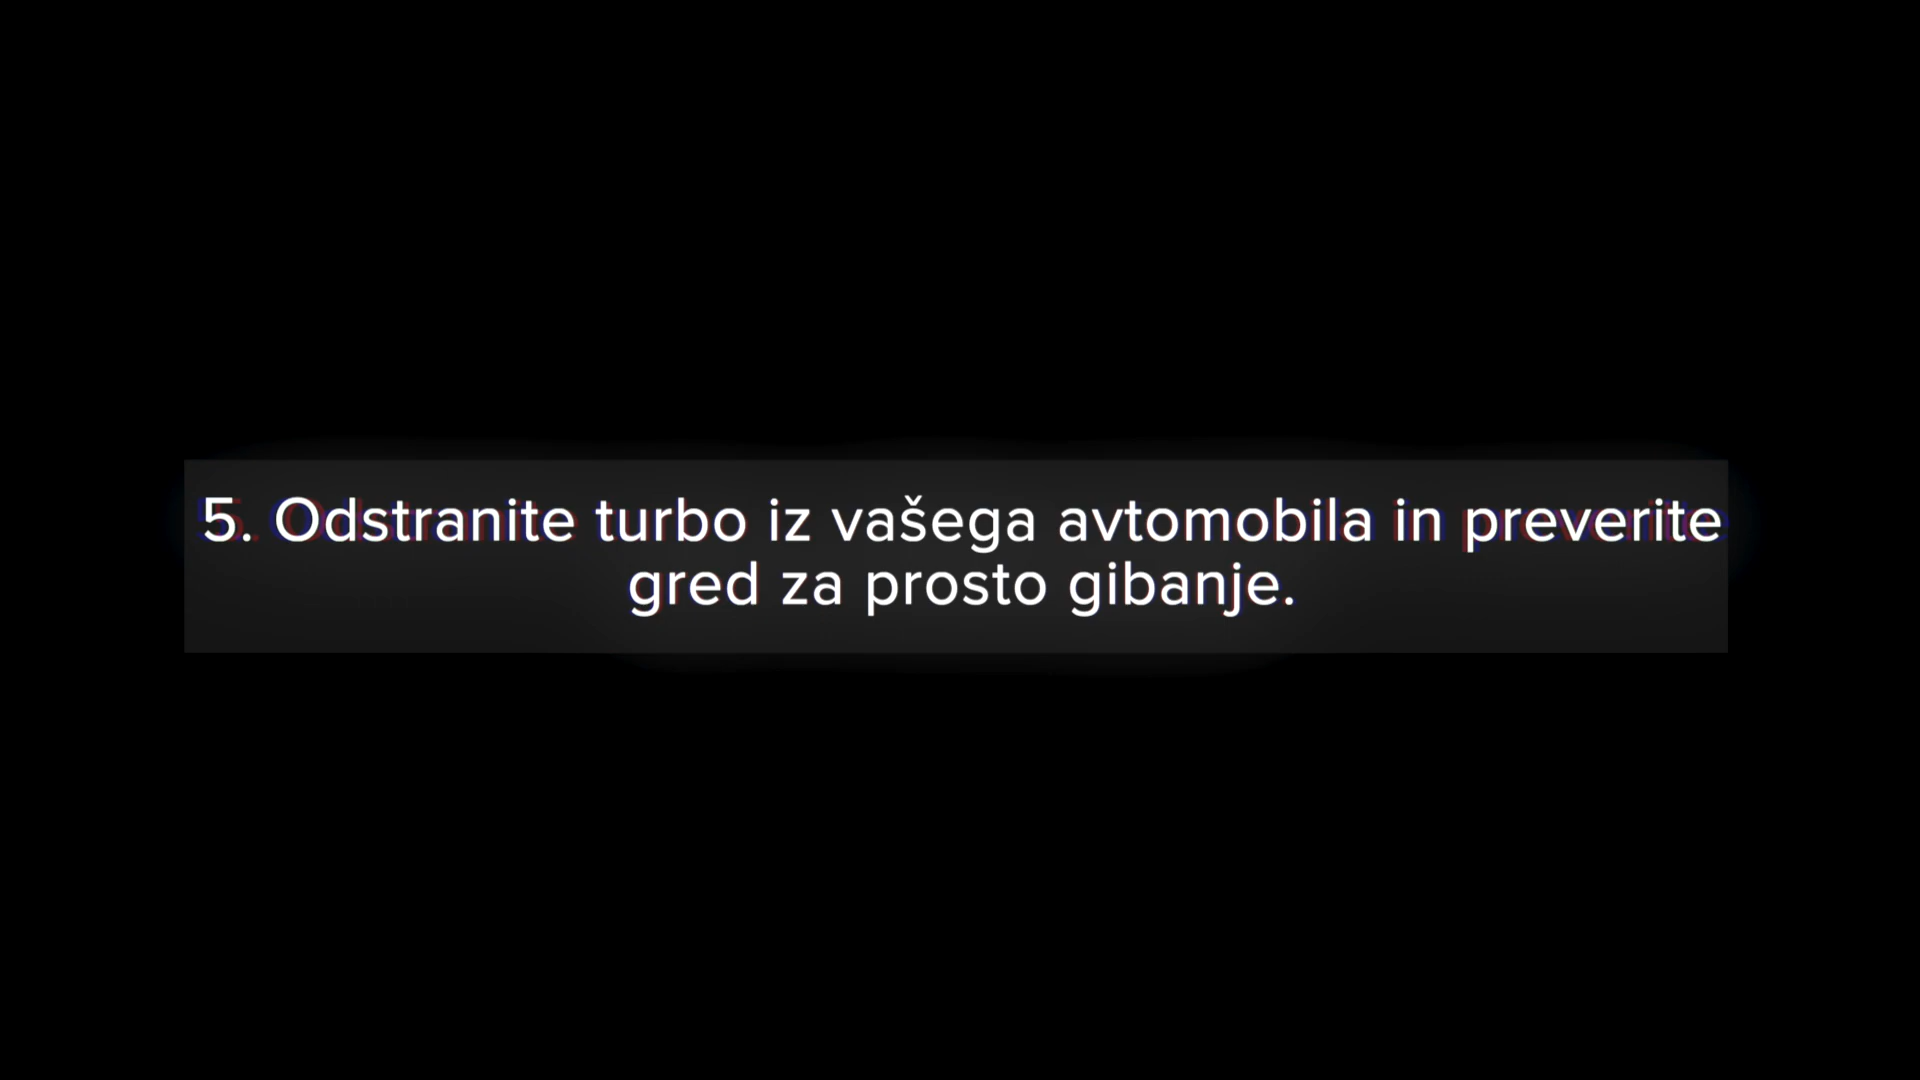 5. Odstranite turbo iz vašega avtomobila in preverite
gred za prosto gibanje.